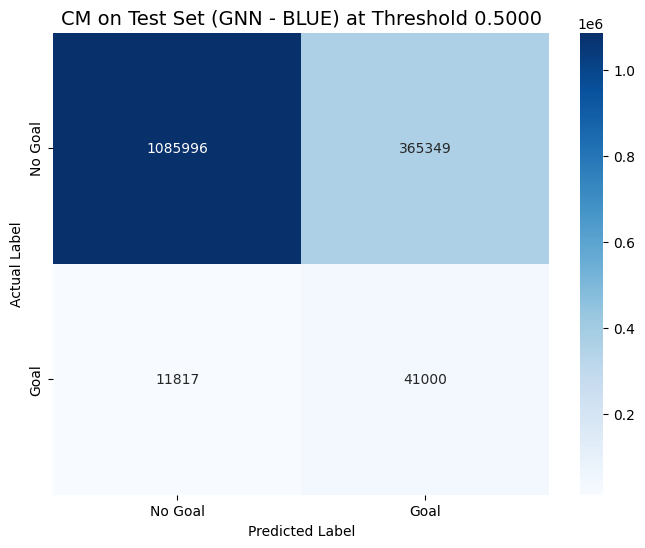 CM on Test Set (GNN - BLUE) at Threshold 0.5000
1e6
No Goal
1085996
365349
Goal
11817
41000
Actual Label
No Goal
Goal
Predicted Label
1.0
0.8
0.6
0.4
0.2